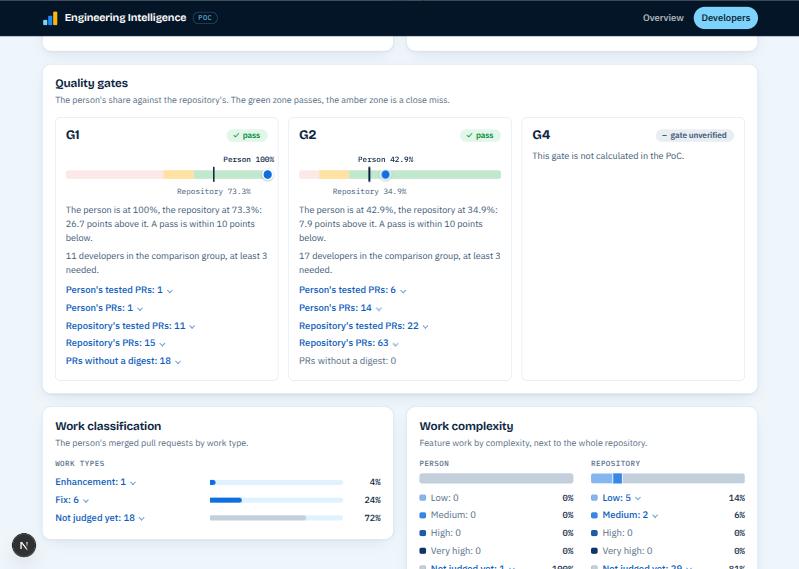 Engineering Intelligence POC
Overview
Developers
Quality gates
The person's share against the repository's. The green zone passes, the amber zone is a close miss.
G1
✓ pass
Person 100%
Repository 73.3%
The person is at 100%, the repository at 73.3%:
26.7 points above it. A pass is within 10 points
below.
11 developers in the comparison group, at least 3
needed.
Person's tested PRs: 1
Person's PRs: 1
Repository's tested PRs: 11
Repository's PRs: 15
PRs without a digest: 18
G2
✓ pass
Person 42.9%
Repository 34.9%
The person is at 42.9%, the repository at 34.9%:
7.9 points above it. A pass is within 10 points
below.
17 developers in the comparison group, at least 3
needed.
Person's tested PRs: 6
Person's PRs: 14
Repository's tested PRs: 22
Repository's PRs: 63
PRs without a digest: 0
G4
– gate unverified
This gate is not calculated in the PoC.
Work classification
The person's merged pull requests by work type.
WORK TYPES
Enhancement: 1 4%
Fix: 6 24%
Not judged yet: 18 72%
Work complexity
Feature work by complexity, next to the whole repository.
PERSON
Low: 0 0%
Medium: 0 0%
High: 0 0%
Very high: 0 0%
Not judged yet: 1 100%
REPOSITORY
Low: 5 14%
Medium: 2 6%
High: 0 0%
Very high: 0 0%
Not judged yet: 29 81%
N